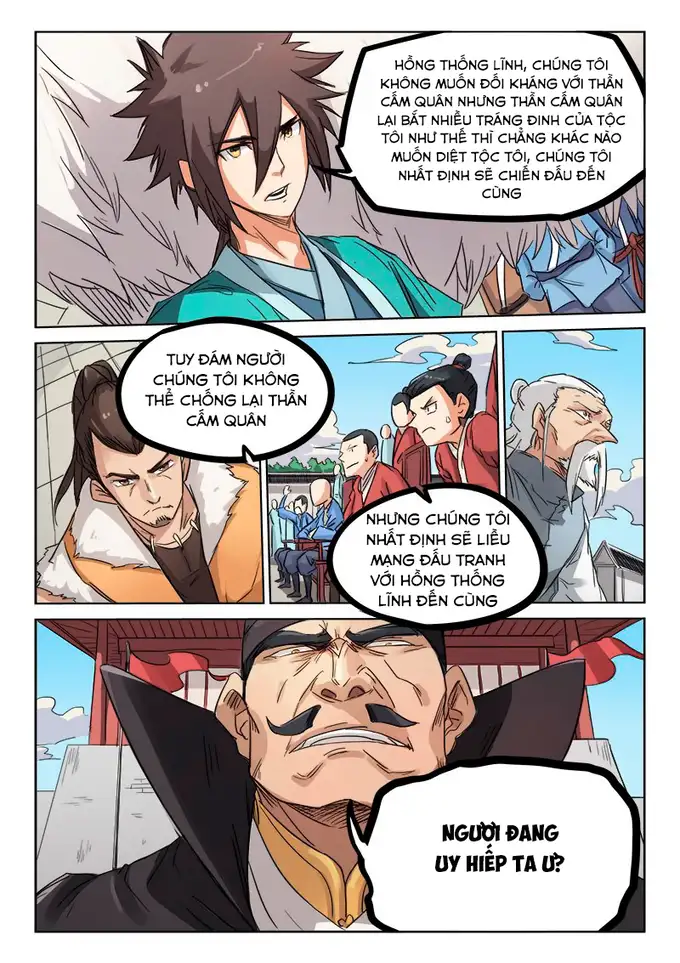 HỒNG THỐNG LĨNH, CHÚNG TÔI
KHÔNG MUỐN ĐỐI KHÁNG VỚI THẦN
CẤM QUÂN NHƯNG THẦN CẤM QUÂN
LẠI BẮT NHIỀU TRÁNG ĐINH CỦA TỘC
TÔI NHƯ THẾ THÌ CHẲNG KHÁC NÀO
MUỐN DIỆT TỘC TÔI, CHÚNG TÔI
NHẤT ĐỊNH SẼ CHIẾN ĐẤU ĐẾN
CÙNG
TUY ĐÁM NGƯỜI
CHÚNG TÔI KHÔNG
THỂ CHỐNG LẠI THẦN
CẤM QUÂN
NHƯNG CHÚNG TÔI
NHẤT ĐỊNH SẼ LIỀU
MẠNG ĐẤU TRANH
VỚI HỒNG THỐNG
LĨNH ĐẾN CÙNG
NGƯƠI ĐANG
UY HIẾP TA Ư?